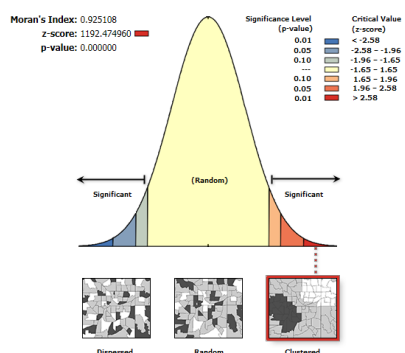 Moran's Index: 0.925108
z-score: 1192.474960
p-value: 0.000000
Significance Level
(p-value)
0.01
0.05
0.10
---
0.10
0.05
0.01
Critical Value
(z-score)
< -2.58
-2.58 – -1.96
-1.96 – -1.65
-1.65 – 1.65
1.65 – 1.96
1.96 – 2.58
> 2.58
Significant
(Random)
Significant
Dispersed
Random
Clustered